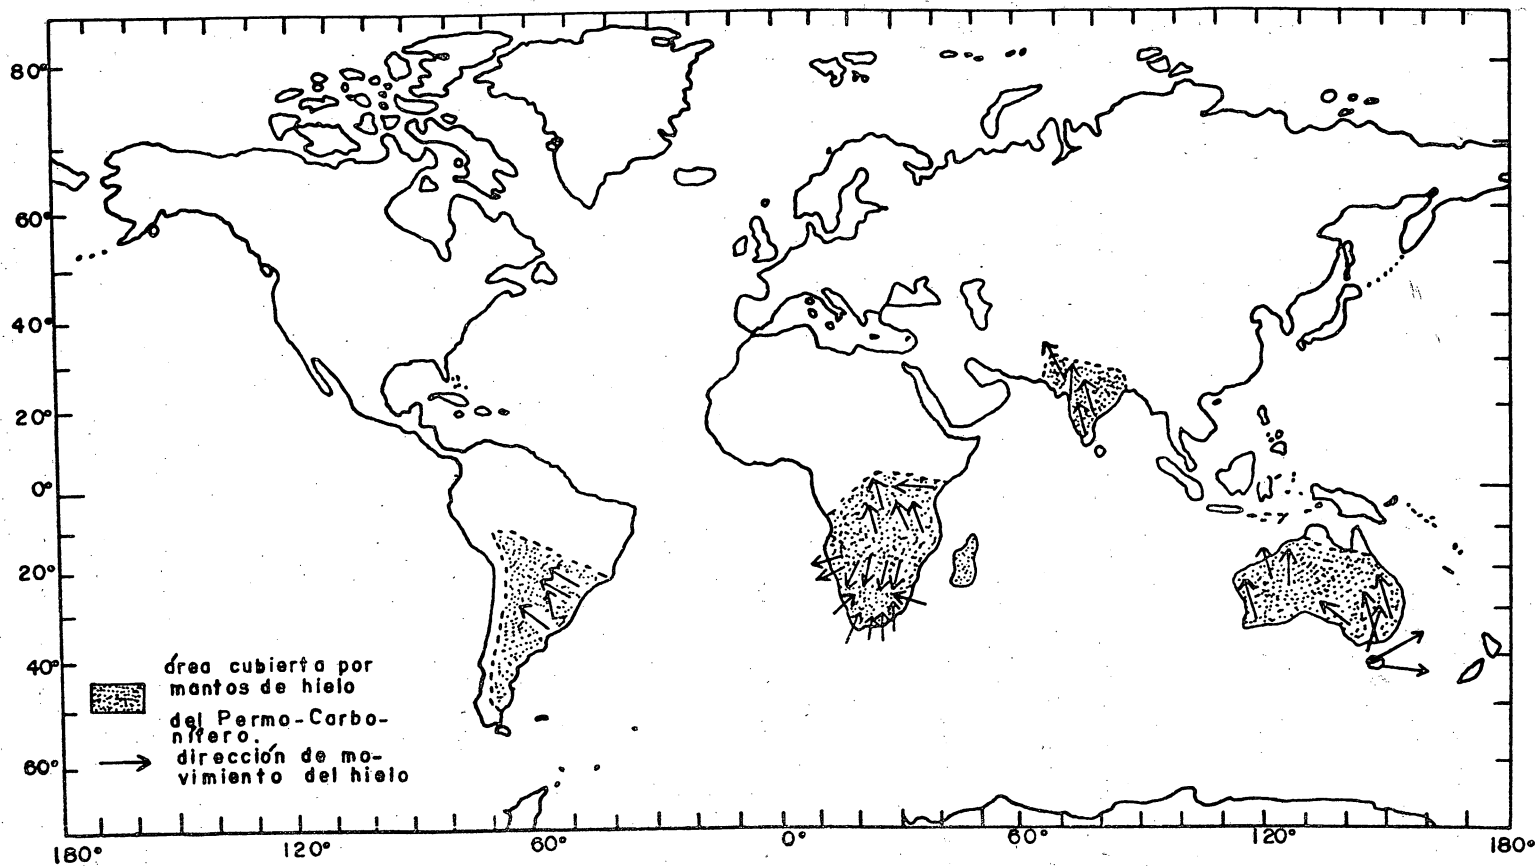 80°
60°
40°
20°
0°
20°
40°
60°
área cubierta por
mantos de hielo
del Permo-Carbo-
nífero.
dirección de mo-
vimiento del hielo
180°
120°
60°
0°
60°
120°
180°